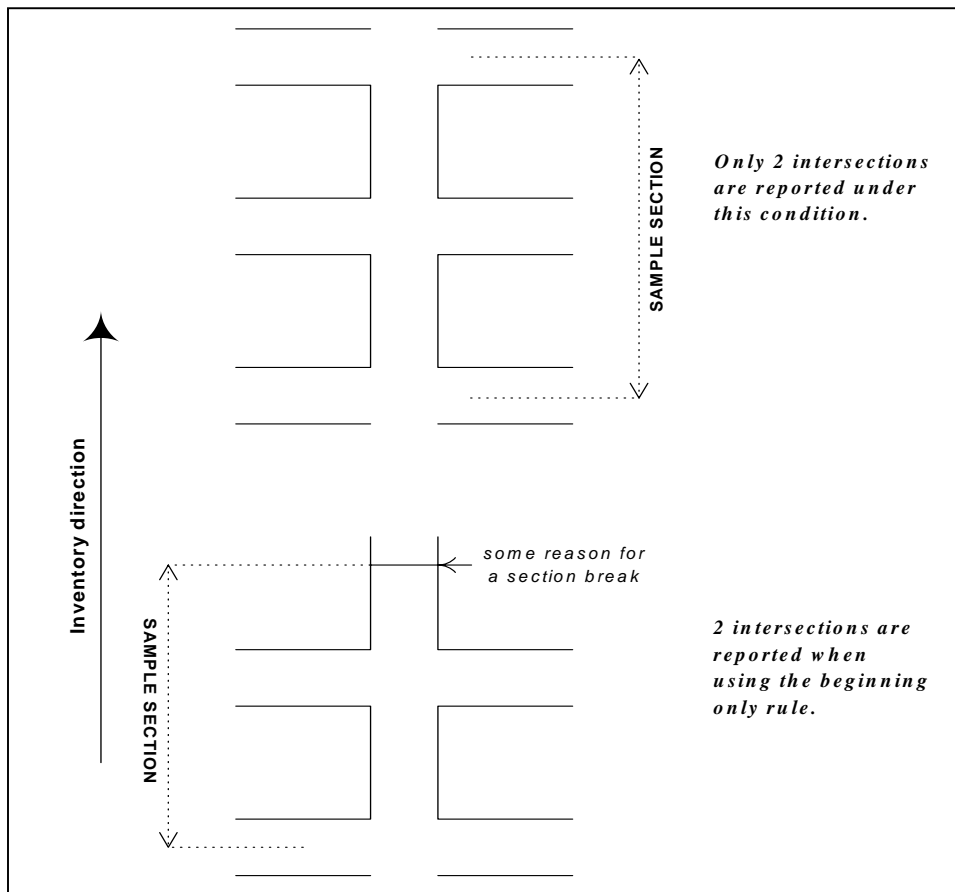 Only 2 intersections
are reported under
this condition.
SAMPLE SECTION
Inventory direction
some reason for
a section break
SAMPLE SECTION
2 intersections are
reported when
using the beginning
only rule.